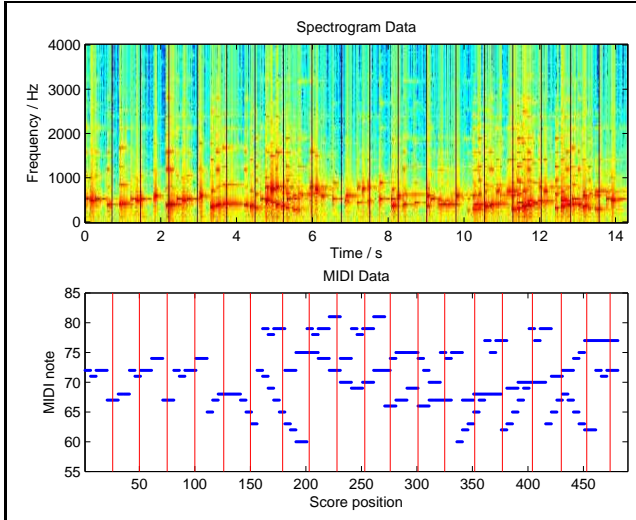 Spectrogram Data
4000
3000
2000
1000
0
Frequency / Hz
0 2 4 6 8 10 12 14
Time / s
MIDI Data
85
80
75
70
65
60
55
MIDI note
50 100 150 200 250 300 350 400 450
Score position